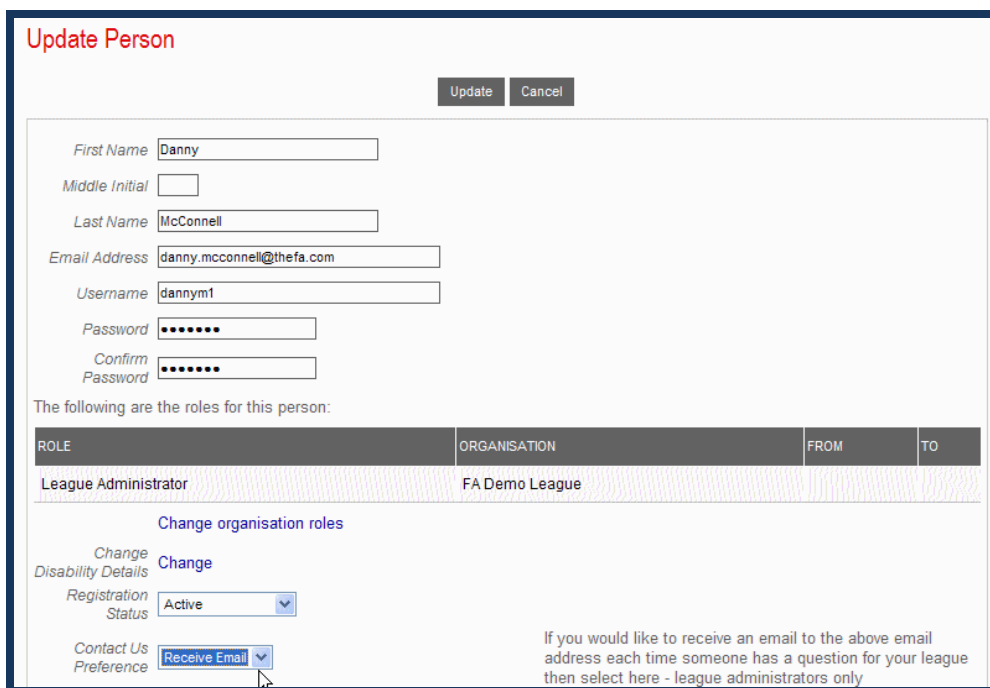 Update Person
Update Cancel
First Name Danny
Middle Initial
Last Name McConnell
Email Address danny.mcconnell@thefa.com
Username dannym1
Password •••••••
Confirm
Password •••••••
The following are the roles for this person:
ROLE ORGANISATION FROM TO
League Administrator FA Demo League
Change organisation roles
Change
Disability Details Change
Registration
Status Active
Contact Us
Preference Receive Email
If you would like to receive an email to the above email
address each time someone has a question for your league
then select here - league administrators only